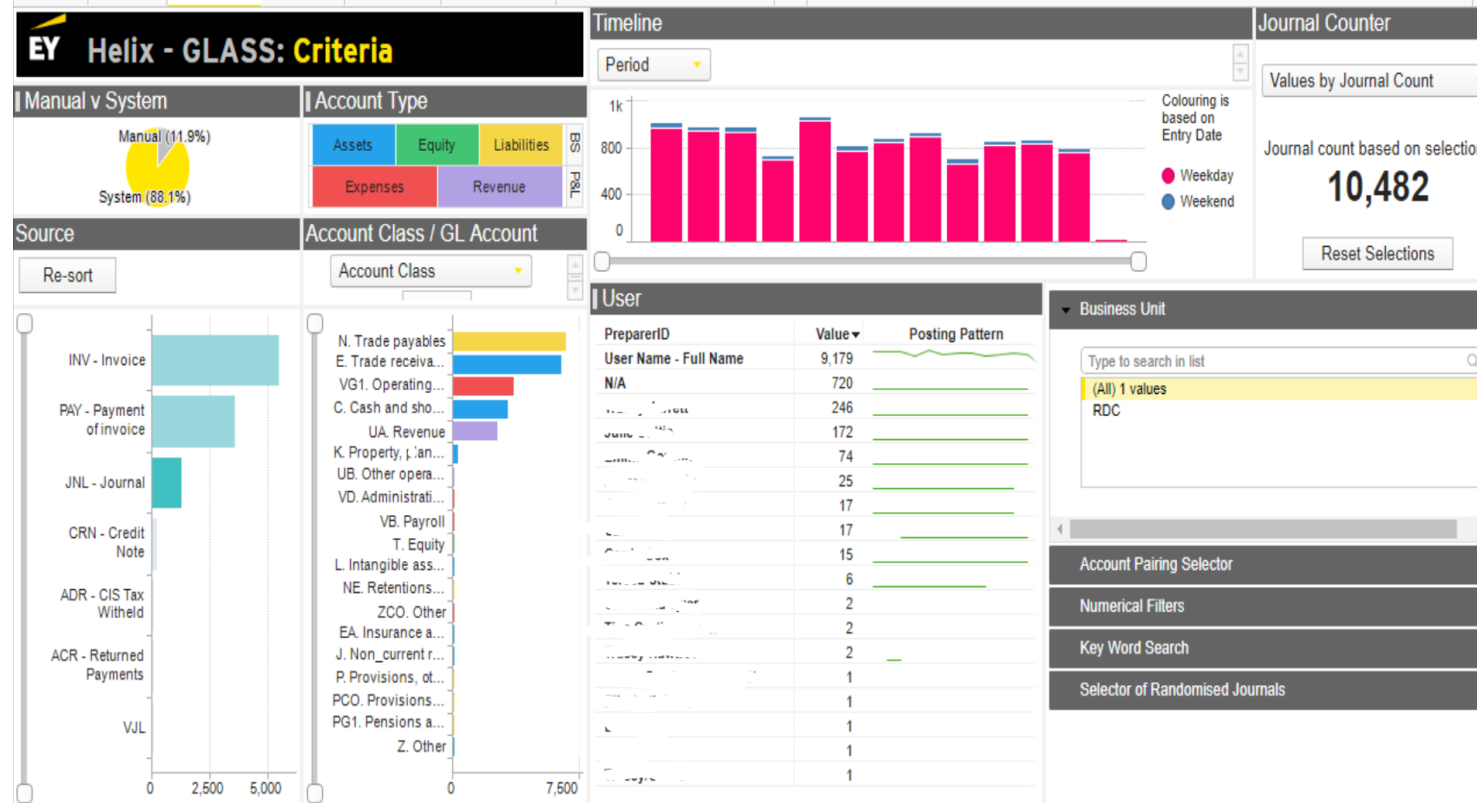 EY Helix - GLASS: Criteria
Manual v System
Manual (11.9%)
System (88.1%)
Account Type
Assets Equity Liabilities BS
Expenses Revenue P&L
Source
Re-sort
INV - Invoice
PAY - Payment
of invoice
JNL - Journal
CRN - Credit
Note
ADR - CIS Tax
Witheld
ACR - Returned
Payments
VJL
0 2,500 5,000
Account Class / GL Account
Account Class
N. Trade payables
E. Trade receiva...
VG1. Operating...
C. Cash and sho...
UA. Revenue
K. Property,
UB. Other opera...
VD. Administrati...
VB. Payroll
T. Equity
L. Intangible ass...
NE. Retentions...
ZCO. Other
EA. Insurance a...
J. Non_current r...
P. Provisions, ot...
PCO. Provisions...
PG1. Pensions a...
Z. Other
0 7,500
Timeline
Period
1k
800
400
0
Colouring is
based on
Entry Date
Weekday
Weekend
Journal Counter
Values by Journal Count
Journal count based on
10,482
Reset Selections
User
PreparerID Value Posting Pattern
User Name - Full Name 9,179
N/A 720
246
172
74
25
17
17
15
6
2
2
2
1
1
1
1
1
Business Unit
Type to search in list
(All) 1 values
RDC
Account Pairing Selector
Numerical Filters
Key Word Search
Selector of Randomised Journals